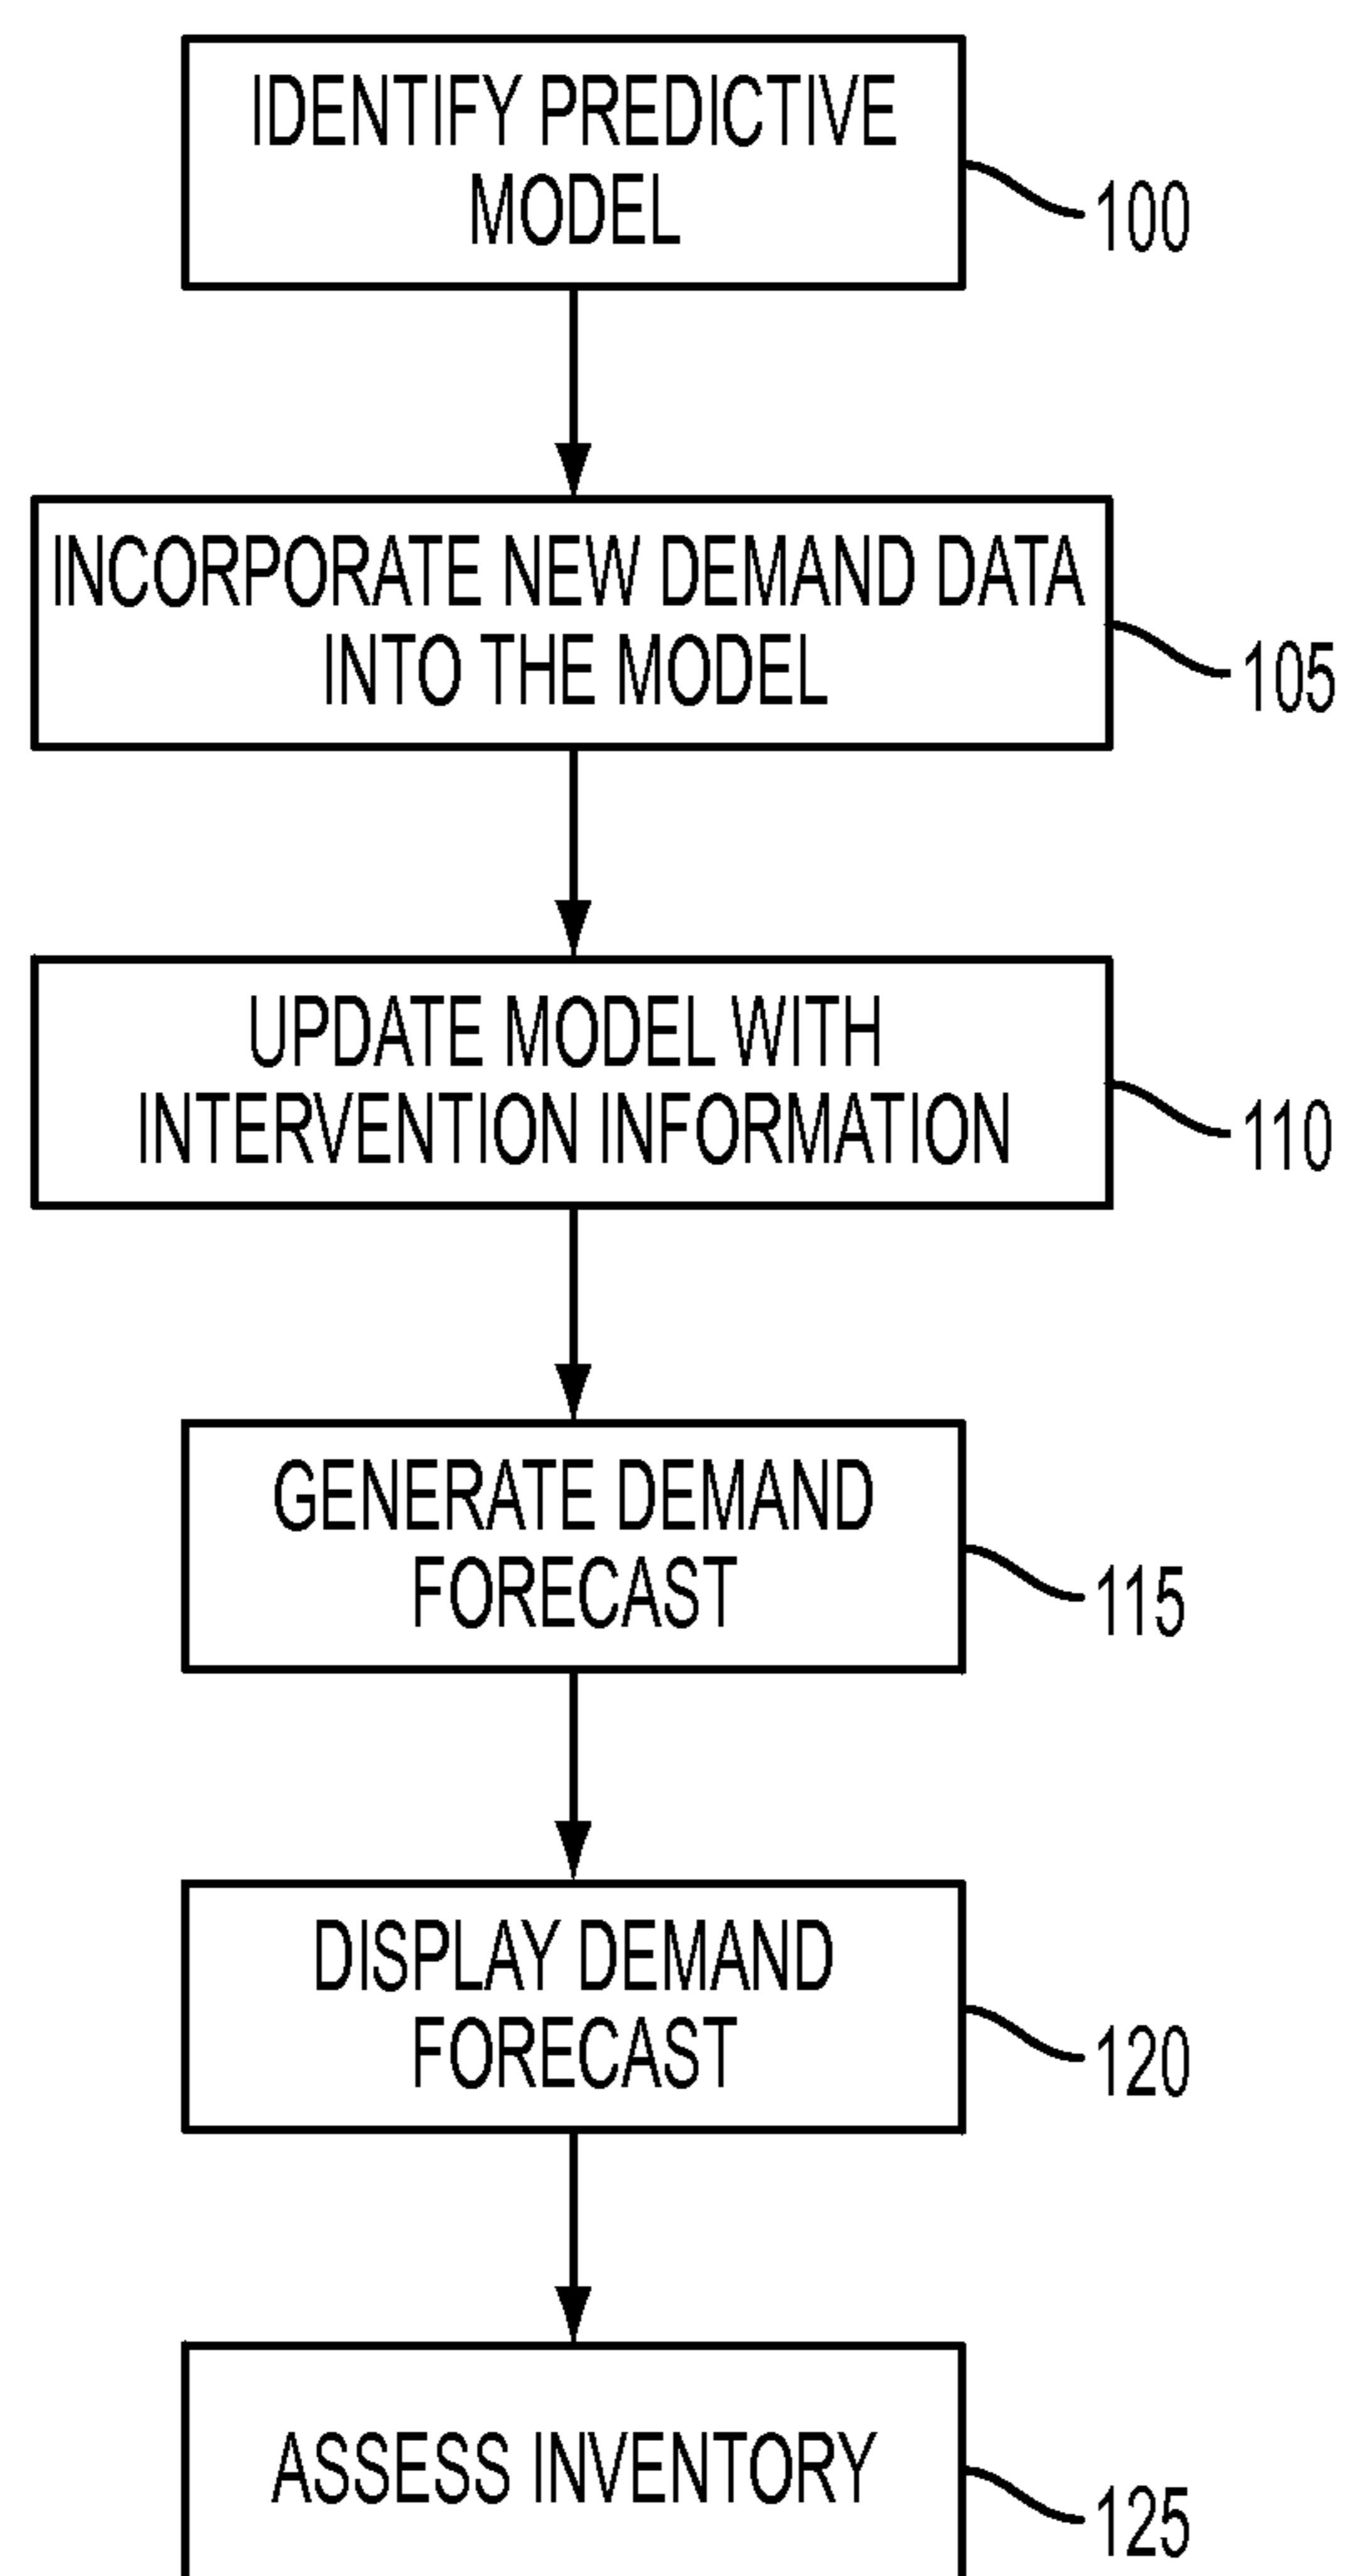 IDENTIFY PREDICTIVE
MODEL
100
INCORPORATE NEW DEMAND DATA
INTO THE MODEL
105
UPDATE MODEL WITH
INTERVENTION INFORMATION
110
GENERATE DEMAND
FORECAST
115
DISPLAY DEMAND
FORECAST
120
ASSESS INVENTORY
125